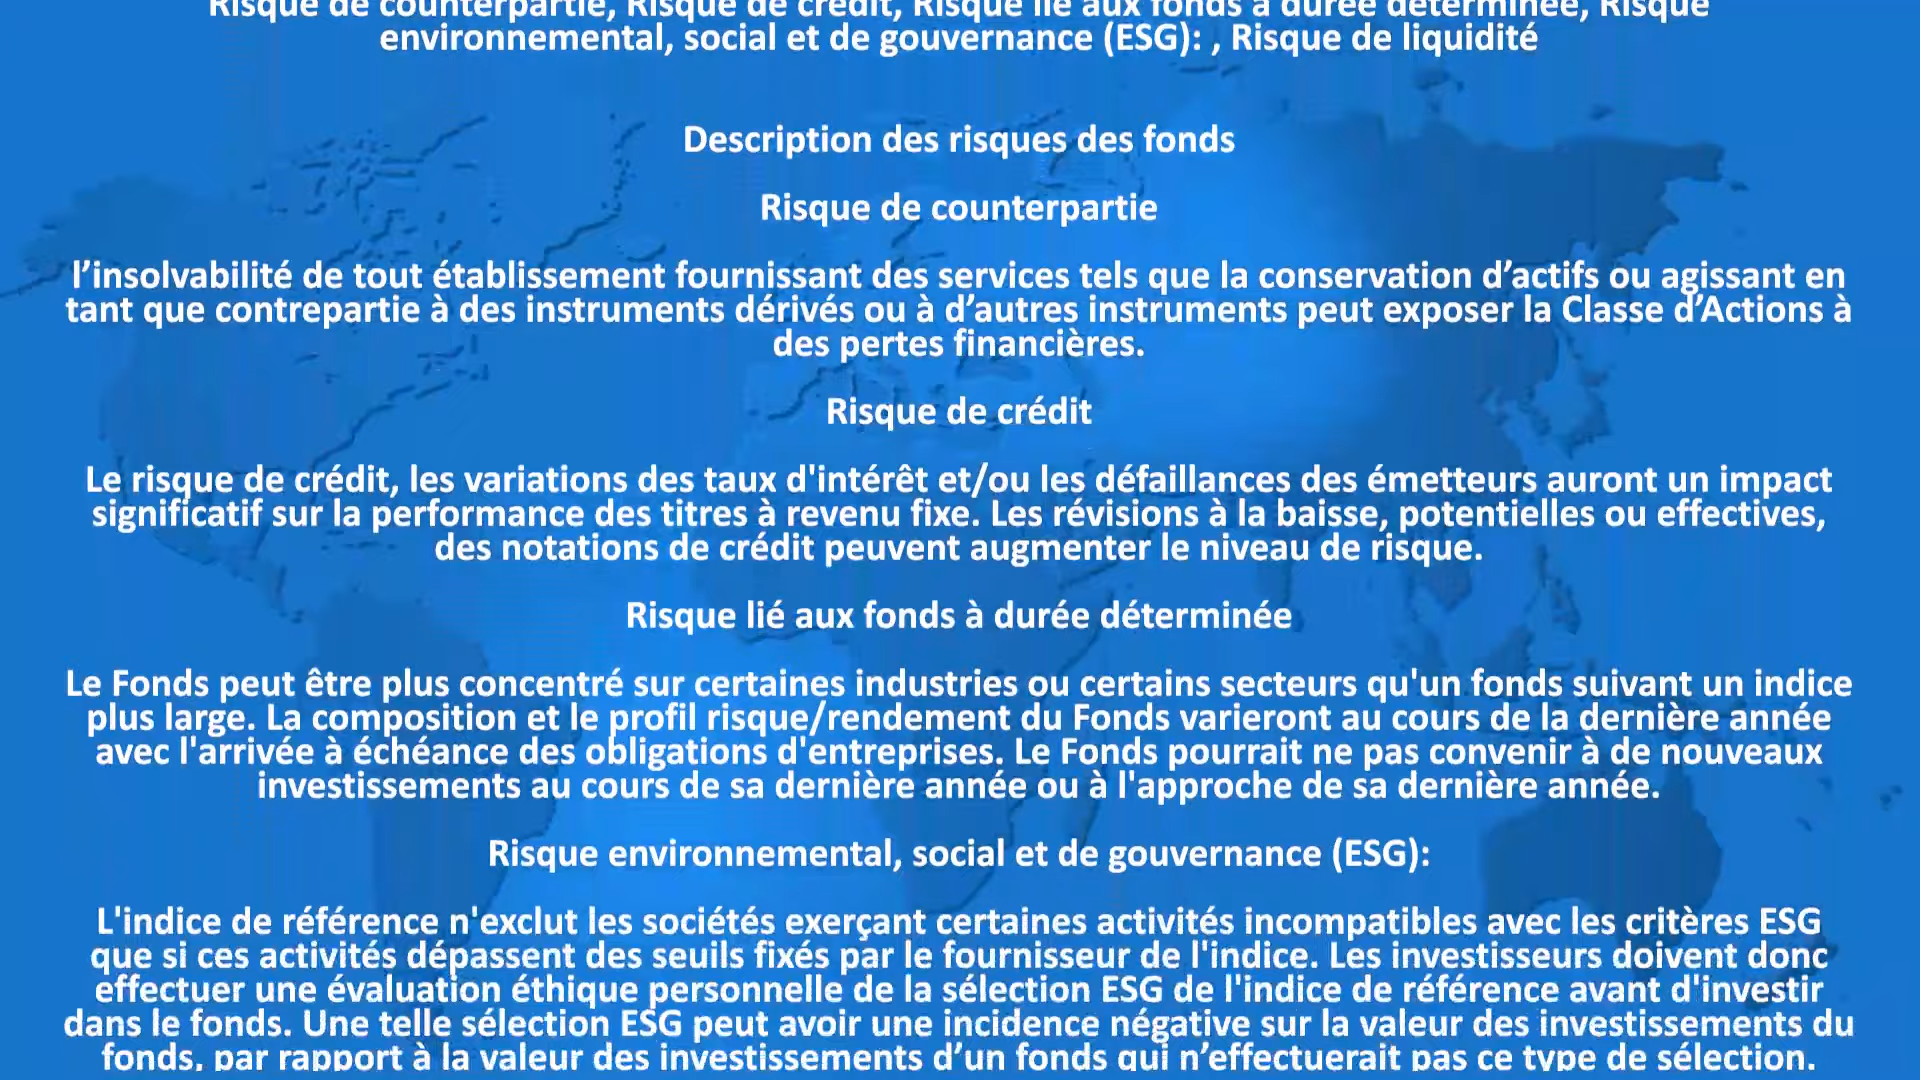 Risque de counterpartie, Risque de crédit, Risque lié aux fonds à durée déterminée, Risque
environnemental, social et de gouvernance (ESG): , Risque de liquidité
Description des risques des fonds
Risque de counterpartie
l’insolvabilité de tout établissement fournissant des services tels que la conservation d’actifs ou agissant en
tant que contrepartie à des instruments dérivés ou à d’autres instruments peut exposer la Classe d’Actions à
des pertes financières.
Risque de crédit
Le risque de crédit, les variations des taux d'intérêt et/ou les défaillances des émetteurs auront un impact
significatif sur la performance des titres à revenu fixe. Les révisions à la baisse, potentielles ou effectives,
des notations de crédit peuvent augmenter le niveau de risque.
Risque lié aux fonds à durée déterminée
Le Fonds peut être plus concentré sur certaines industries ou certains secteurs qu'un fonds suivant un indice
plus large. La composition et le profil risque/rendement du Fonds varieront au cours de la dernière année
avec l'arrivée à échéance des obligations d'entreprises. Le Fonds pourrait ne pas convenir à de nouveaux
investissements au cours de sa dernière année ou à l'approche de sa dernière année.
Risque environnemental, social et de gouvernance (ESG):
L'indice de référence n'exclut les sociétés exerçant certaines activités incompatibles avec les critères ESG
que si ces activités dépassent des seuils fixés par le fournisseur de l'indice. Les investisseurs doivent donc
effectuer une évaluation éthique personnelle de la sélection ESG de l'indice de référence avant d'investir
dans le fonds. Une telle sélection ESG peut avoir une incidence négative sur la valeur des investissements du
fonds, par rapport à la valeur des investissements d’un fonds qui n’effectuerait pas ce type de sélection.